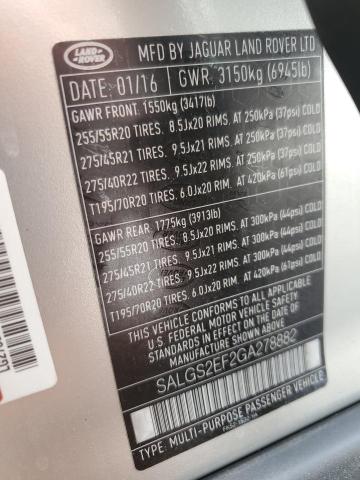 LAND ROVER
MFD BY JAGUAR LAND ROVER LTD
DATE: 01/16 GWR: 3150kg (6945lb)
GAWR FRONT: 1550kg (3417lb)
255/55R20 TIRES. 8.5Jx20 RIMS. AT 250kPa (37psi) COLD
275/45R21 TIRES. 9.5Jx21 RIMS. AT 250kPa (37psi) COLD
275/40R22 TIRES. 9.5Jx22 RIMS. AT 250kPa (37psi) COLD
T195/70R20 TIRES. 6.0Jx20 RIM. AT 420kPa (61psi) COLD
GAWR REAR: 1775kg (3913lb)
255/55R20 TIRES. 8.5Jx20 RIMS. AT 300kPa (44psi) COLD
275/45R21 TIRES. 9.5Jx21 RIMS. AT 300kPa (44psi) COLD
275/40R22 TIRES. 9.5Jx22 RIMS. AT 300kPa (44psi) COLD
T195/70R20 TIRES. 6.0Jx20 RIM. AT 420kPa (61psi) COLD
THIS VEHICLE CONFORMS TO ALL APPLICABLE
U.S. FEDERAL MOTOR VEHICLE SAFETY STANDARDS
IN EFFECT ON THE DATE OF MANUFACTURE
SHOWN ABOVE.
SALGS2EF2GA278882
TYPE: MULTI-PURPOSE PASSENGER VEHICLE